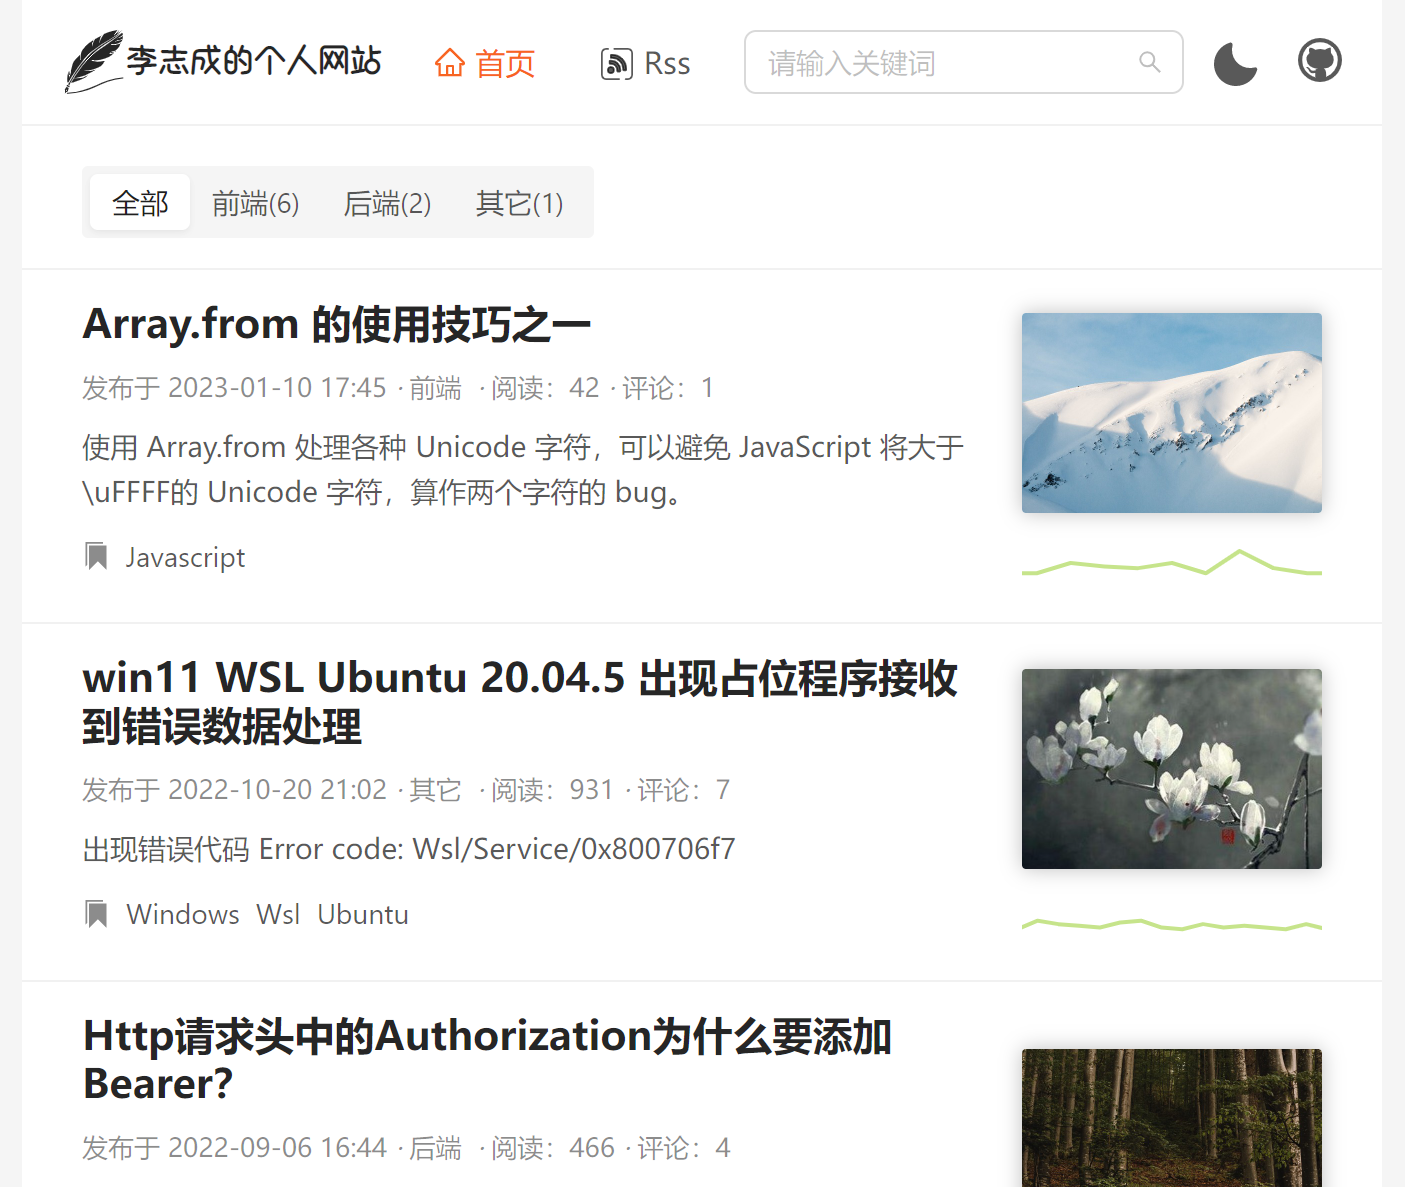 李志成的个人网站 首页 Rss 请输入关键词
全部 前端(6) 后端(2) 其它(1)
Array.from 的使用技巧之一
发布于 2023-01-10 17:45 · 前端 · 阅读：42 · 评论：1
使用 Array.from 处理各种 Unicode 字符，可以避免 JavaScript 将大于
\uFFFF的 Unicode 字符，算作两个字符的 bug。
Javascript
win11 WSL Ubuntu 20.04.5 出现占位程序接收
到错误数据处理
发布于 2022-10-20 21:02 · 其它 · 阅读：931 · 评论：7
出现错误代码 Error code: Wsl/Service/0x800706f7
Windows Wsl Ubuntu
Http请求头中的Authorization为什么要添加
Bearer？
发布于 2022-09-06 16:44 · 后端 · 阅读：466 · 评论：4